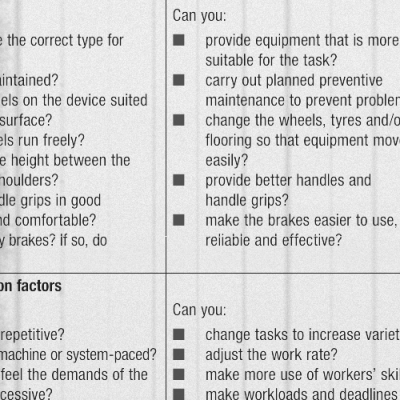 Can you:
e the correct type for
■ provide equipment that is more
suitable for the task?
aintained?
■ carry out planned preventive
els on the device suited
maintenance to prevent problem
surface?
■ change the wheels, tyres and/o
els run freely?
flooring so that equipment mov
e height between the
easily?
houlders?
■ provide better handles and
dle grips in good
handle grips?
nd comfortable?
■ make the brakes easier to use,
y brakes? If so, do
reliable and effective?
on factors
Can you:
repetitive?
■ change tasks to increase variet
machine or system-paced?
■ adjust the work rate?
feel the demands of the
■ make more use of workers' skil
cessive?
■ make workloads and deadlines